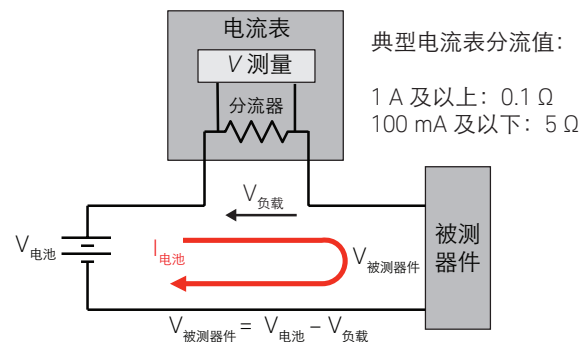 电流表
V 测量
分流器
典型电流表分流值：
1 A 及以上：0.1 Ω
100 mA 及以下：5 Ω
V负载
V电池
I电池
V被测器件
被测
器件
V被测器件 = V电池 – V负载